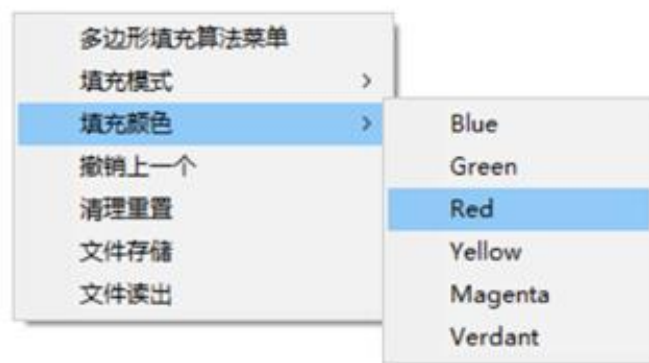 多边形填充算法菜单
填充模式
填充颜色
撤销上一个
清理重置
文件存储
文件读出
Blue
Green
Red
Yellow
Magenta
Verdant